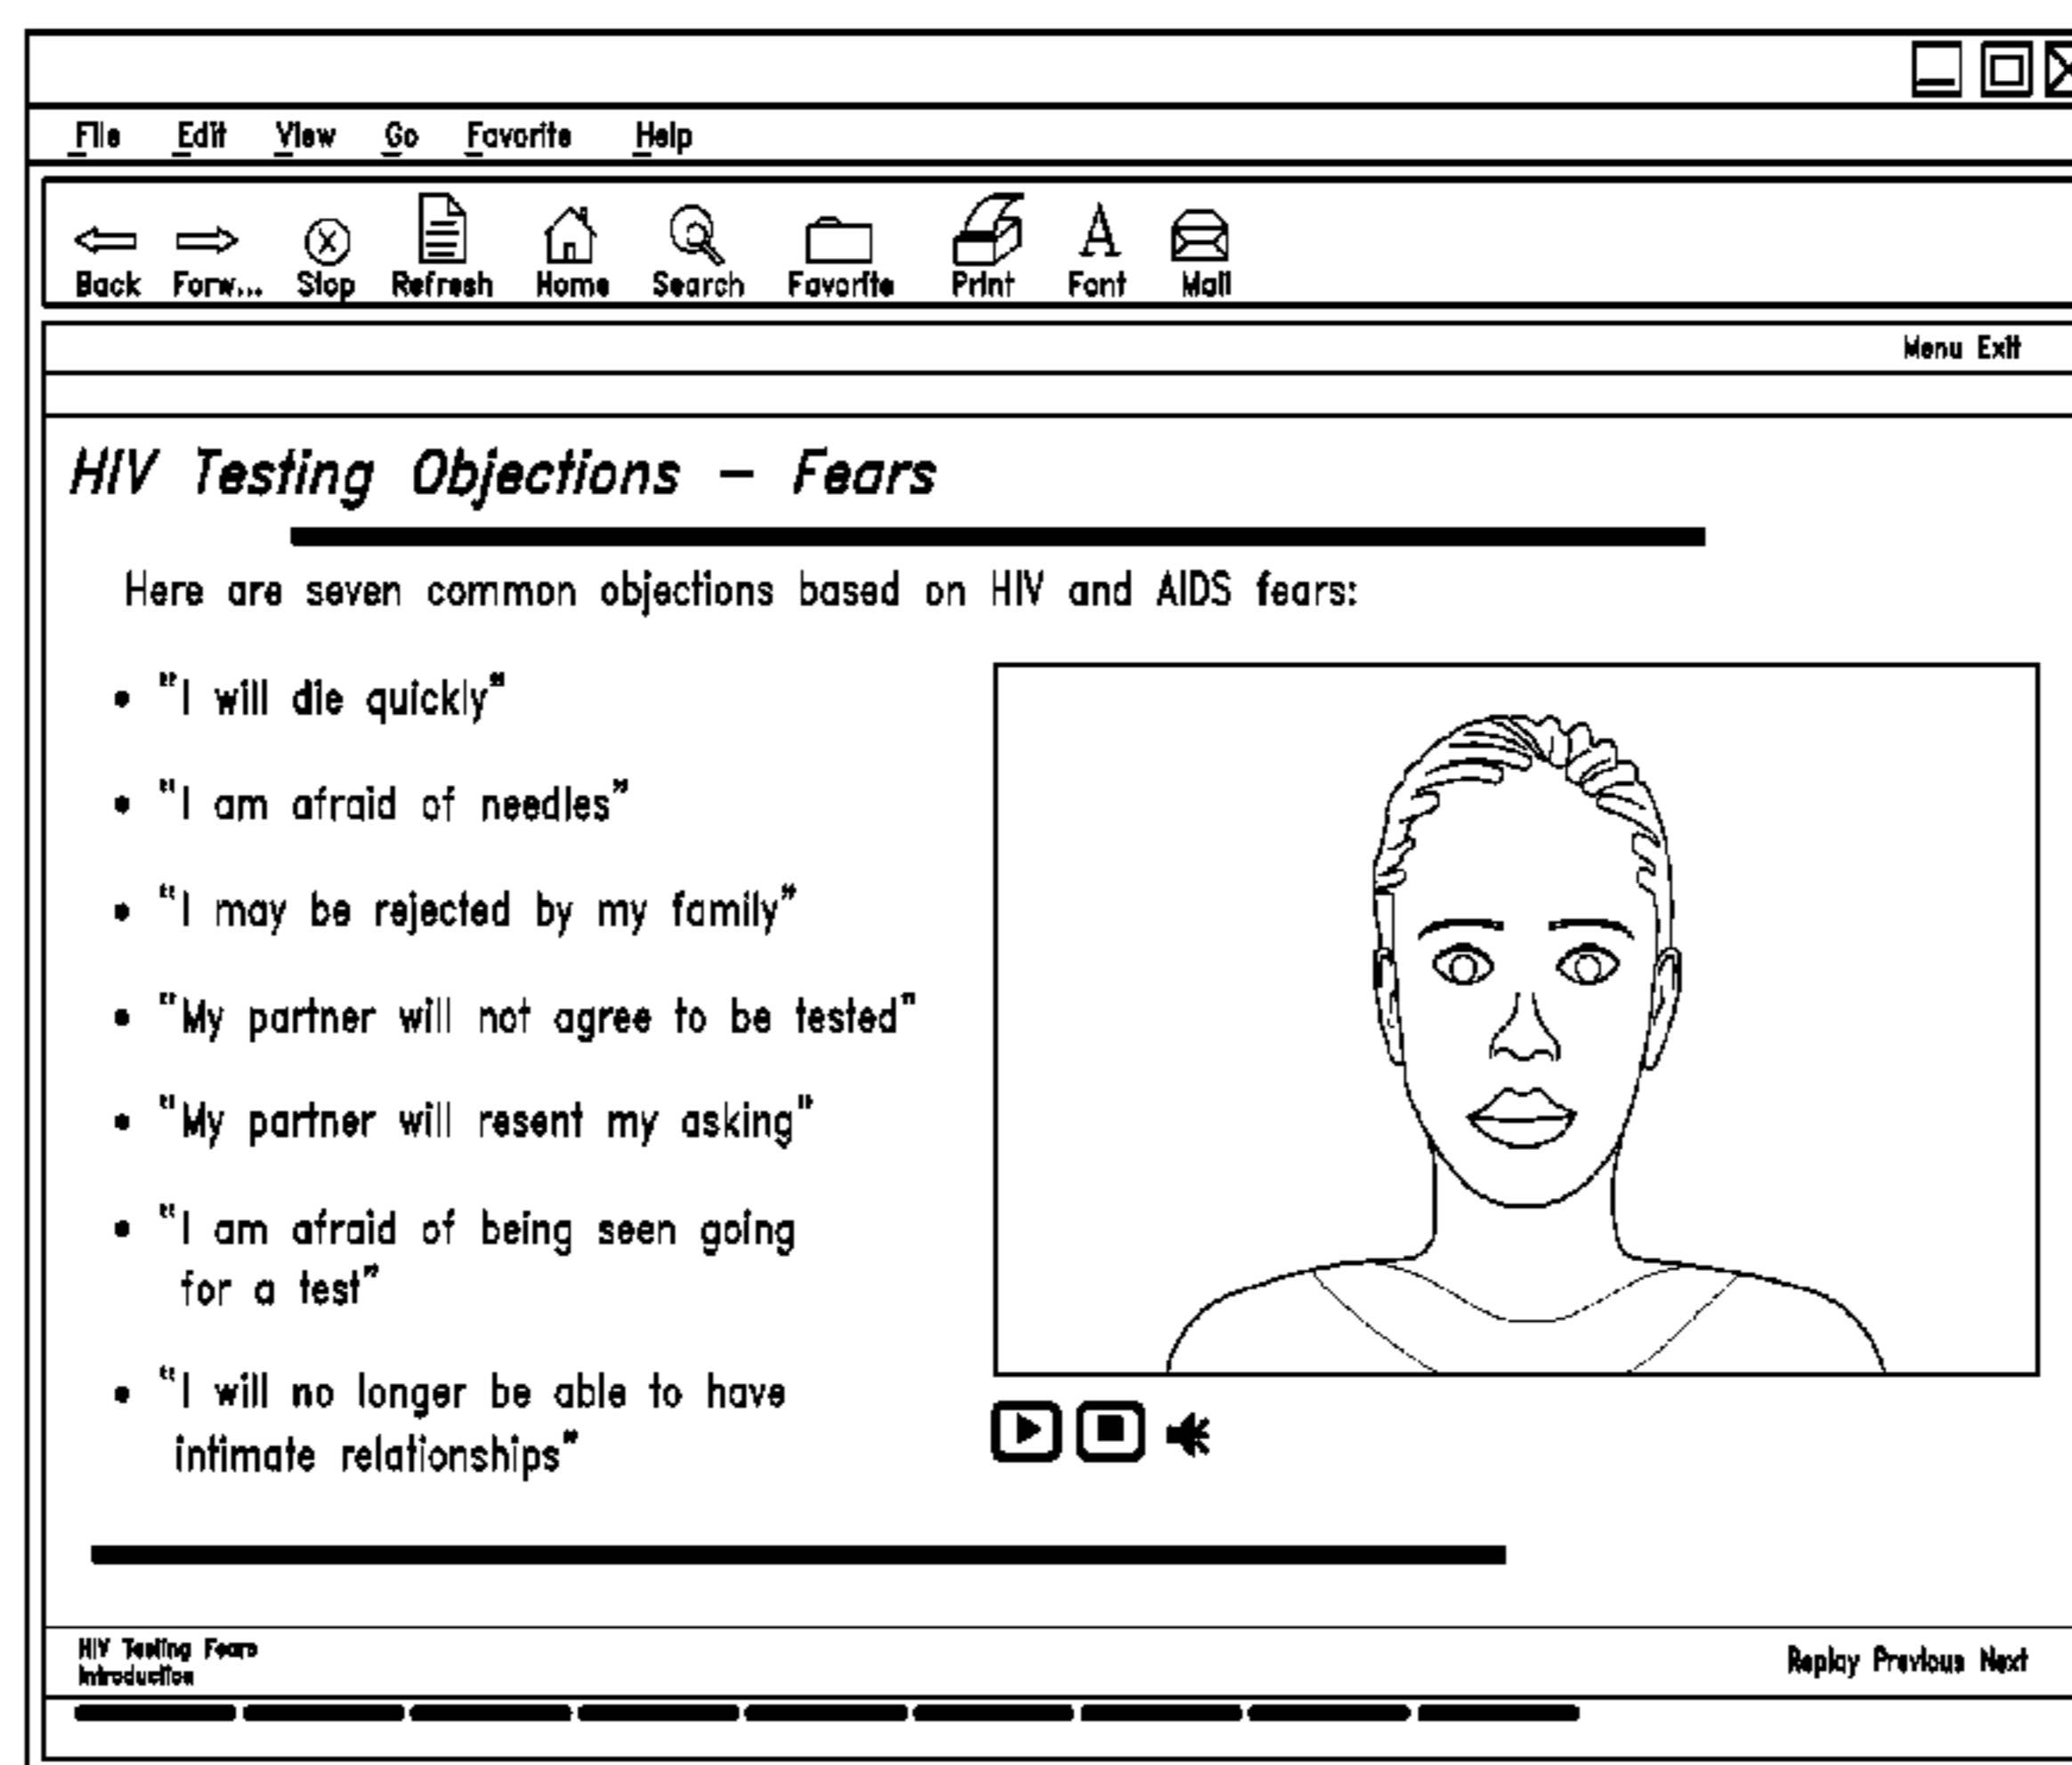 File Edit View Go Favorite Help
Back Forw... Stop Refresh Home Search Favorite Print Font Mail
Menu Exit
HIV Testing Objections – Fears
Here are seven common objections based on HIV and AIDS fears:
• "I will die quickly"
• "I am afraid of needles"
• "I may be rejected by my family"
• "My partner will not agree to be tested"
• "My partner will resent my asking"
• "I am afraid of being seen going
for a test"
• "I will no longer be able to have
intimate relationships"
HIV Testing Fears
Introduction
Replay Previous Next